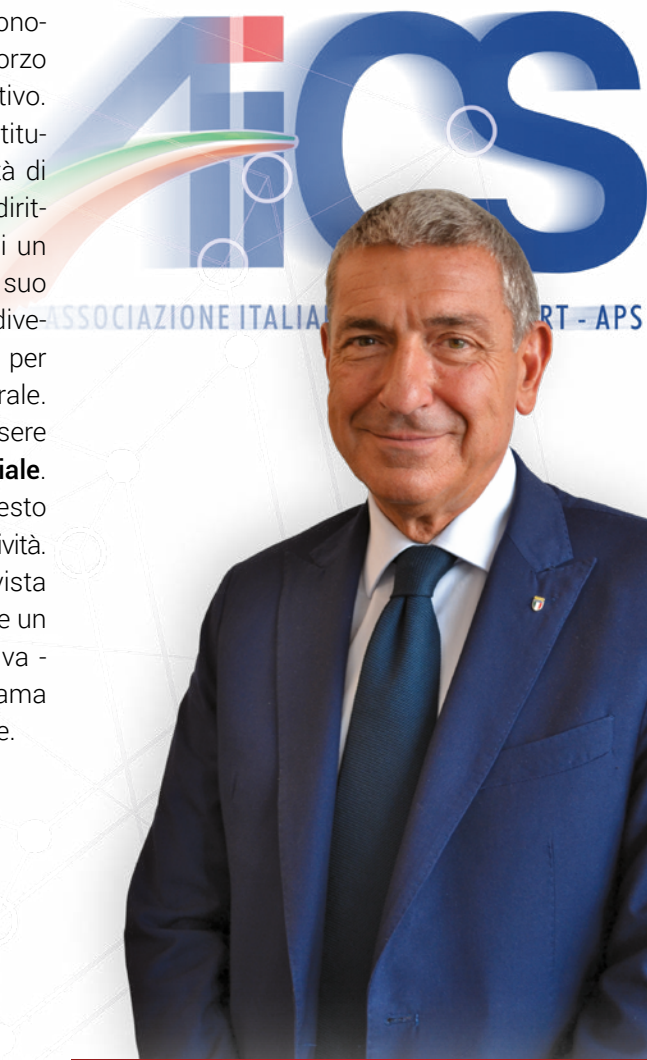 ono-
orzo
tivo.
titu-
tà di
dirit-
i un
suo
dive-
per
rale.
sere
iale.
esto
ività.
vista
e un
va -
ama
e.
AiCS
ASSOCIAZIONE ITALIA
RT - APS